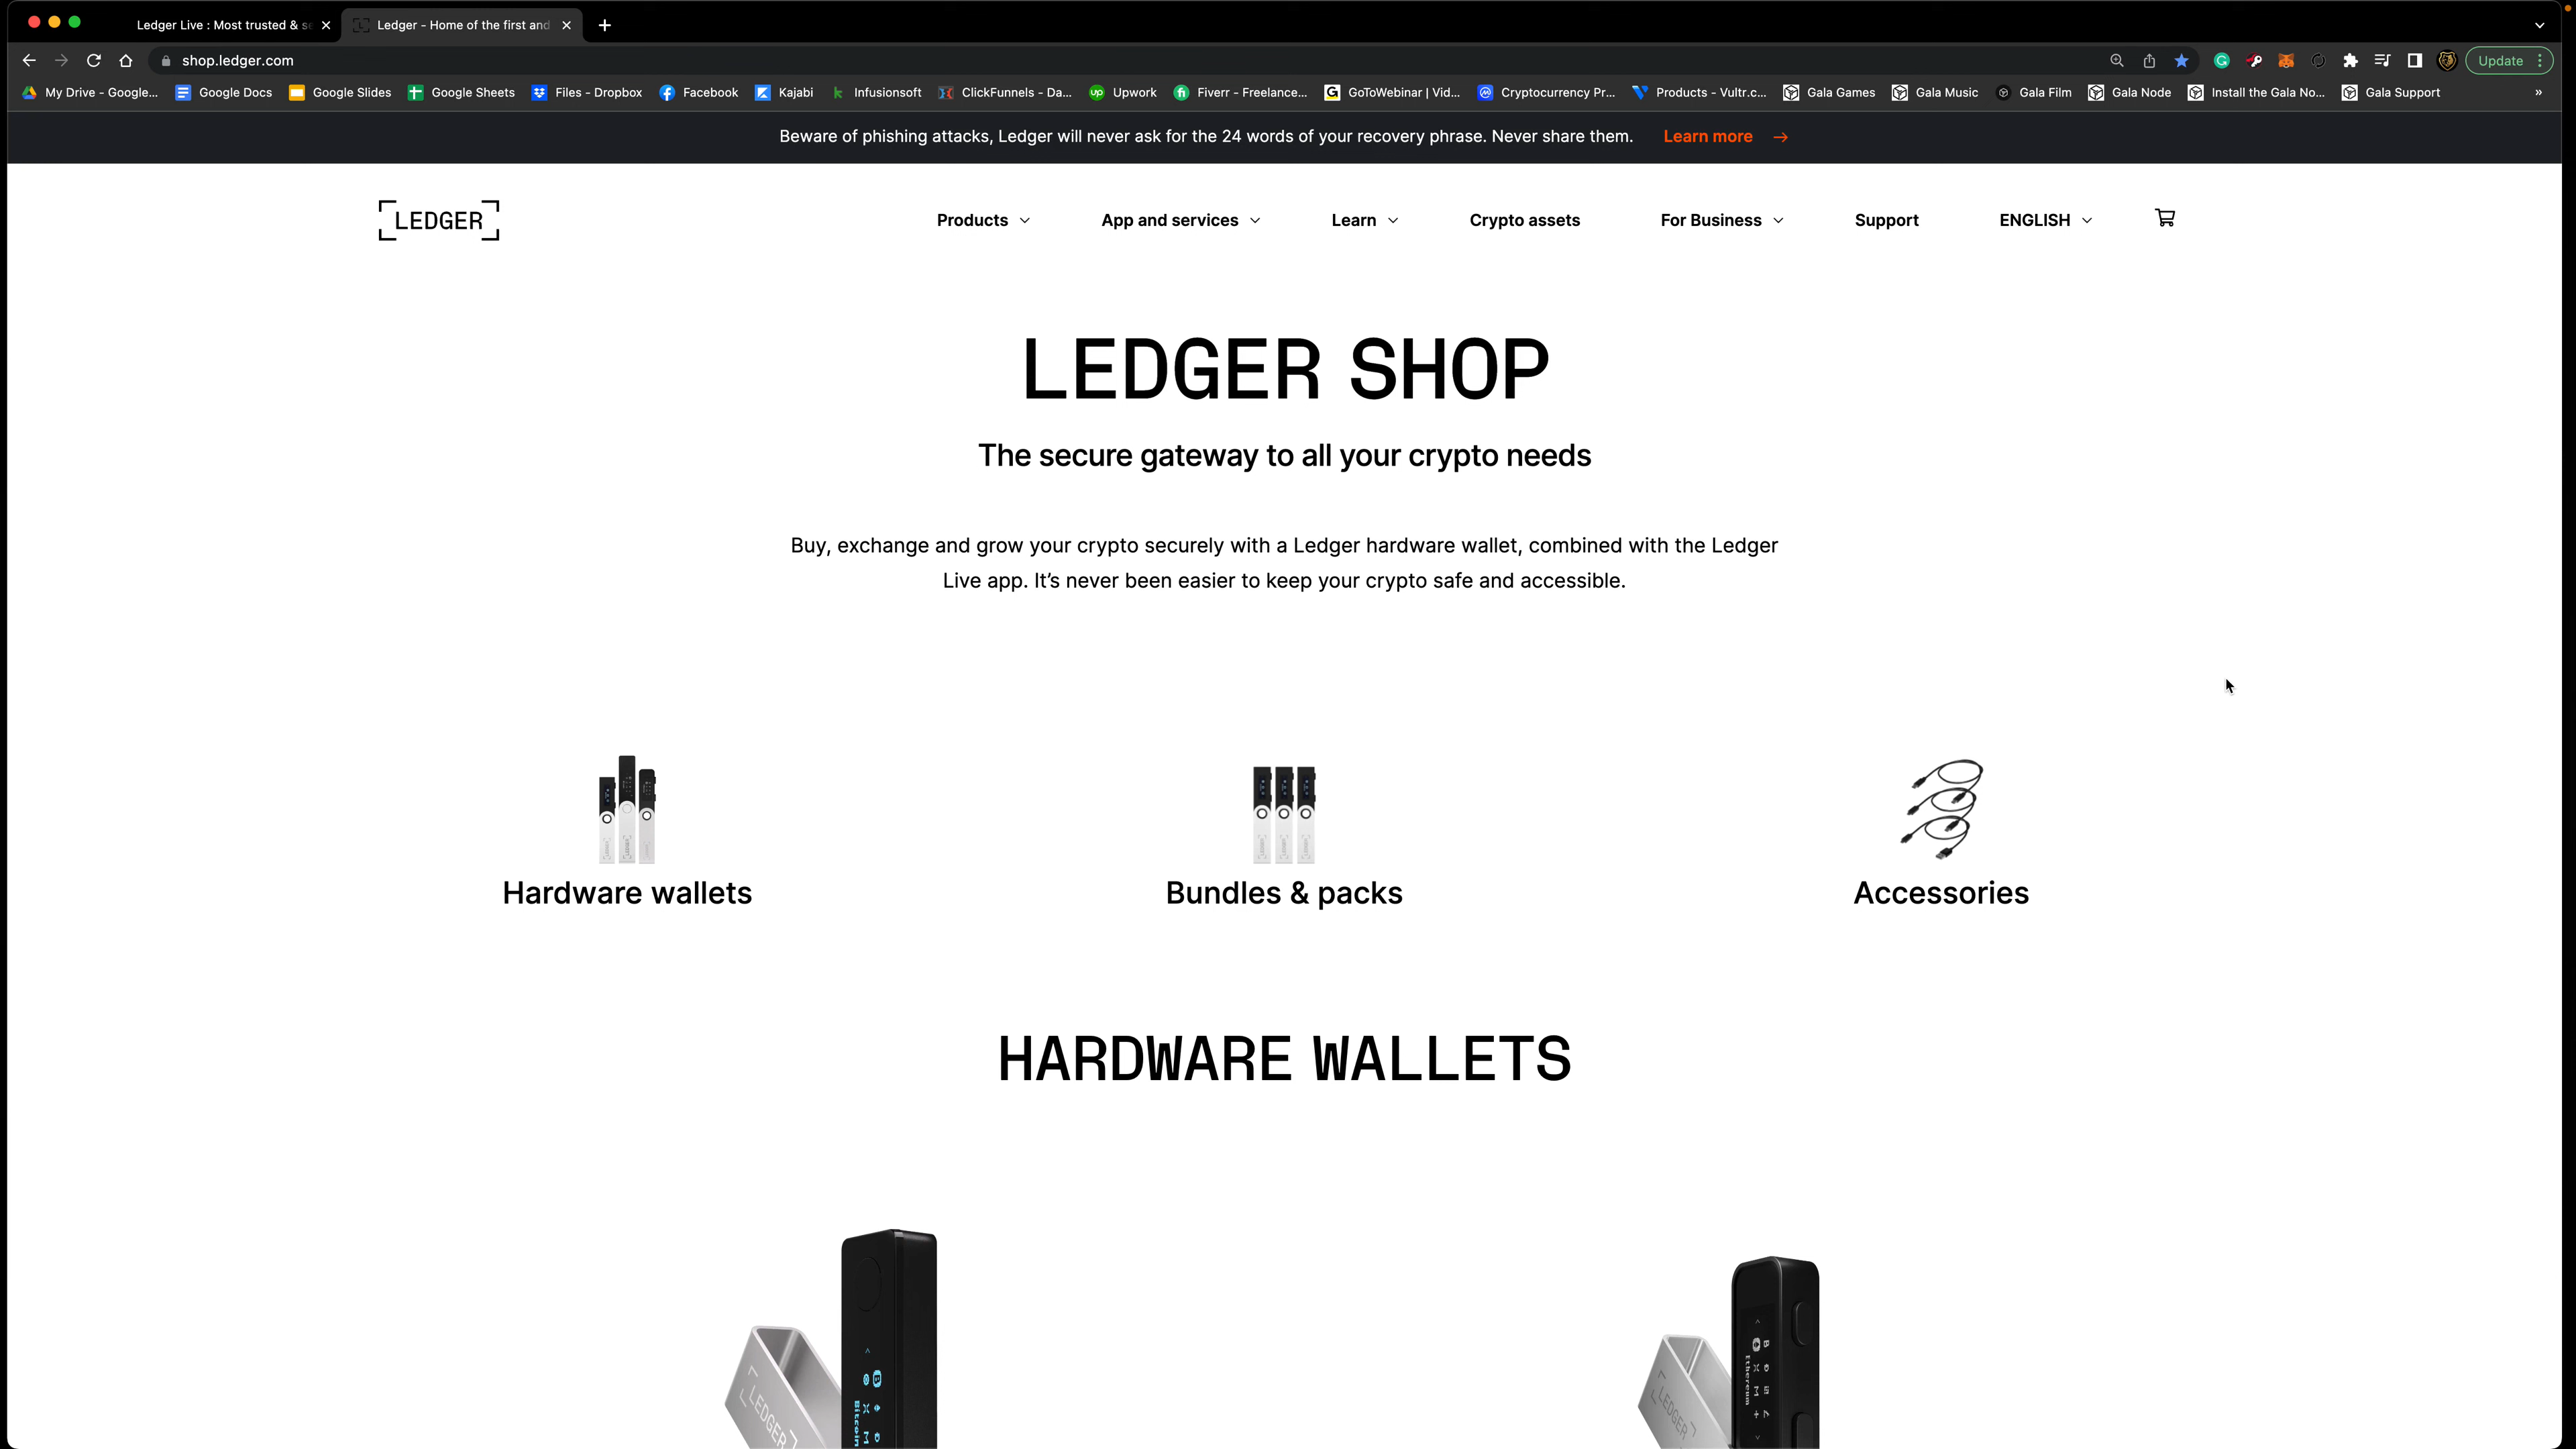 Ledger Live : Most trusted & se
Ledger - Home of the first and
shop.ledger.com
Update
My Drive - Google...
Google Docs
Google Slides
Google Sheets
Files - Dropbox
Facebook
Kajabi
Infusionsoft
ClickFunnels - Da...
Upwork
Fiverr - Freelance...
GoToWebinar | Vid...
Cryptocurrency Pr...
Products - Vultr.c...
Gala Games
Gala Music
Gala Film
Gala Node
Install the Gala No...
Gala Support
»
Beware of phishing attacks, Ledger will never ask for the 24 words of your recovery phrase. Never share them. Learn more →
LEDGER
Products
App and services
Learn
Crypto assets
For Business
Support
ENGLISH
LEDGER SHOP
The secure gateway to all your crypto needs
Buy, exchange and grow your crypto securely with a Ledger hardware wallet, combined with the Ledger
Live app. It’s never been easier to keep your crypto safe and accessible.
Hardware wallets
Bundles & packs
Accessories
HARDWARE WALLETS
LEDGER
Bitcoin
LEDGER
Ethereum